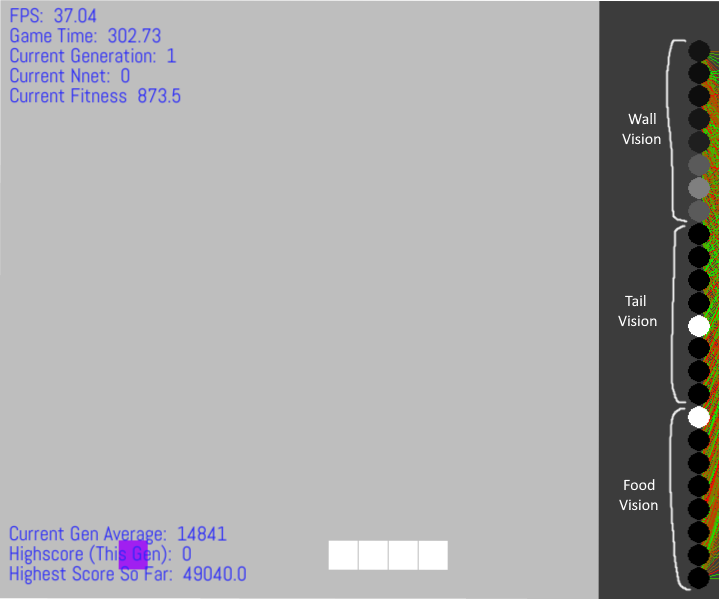 FPS: 37.04
Game Time: 302.73
Current Generation: 1
Current Nnet: 0
Current Fitness 873.5
Wall
Vision
Tail
Vision
Food
Vision
Current Gen Average: 14841
Highscore (This Gen): 0
Highest Score So Far: 49040.0